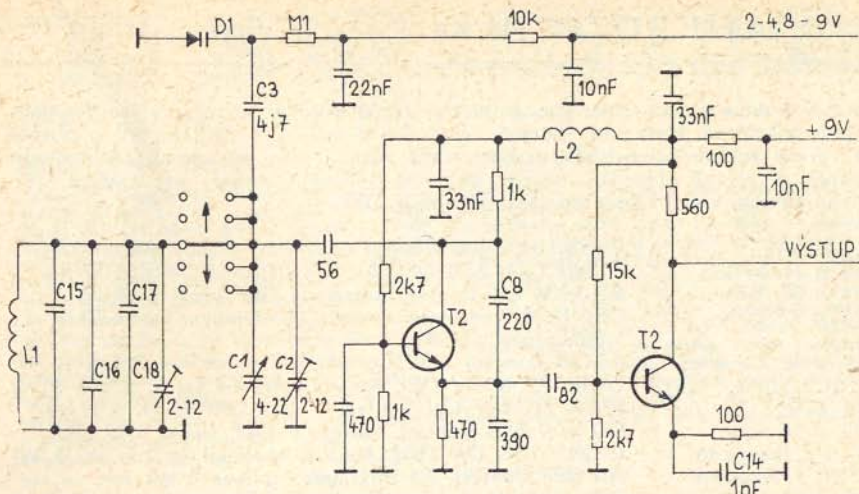 D1
M1
10k
2-4,8-9V
22nF
10nF
C3
4j7
33nF
+9V
L2
100
10nF
33nF
1k
560
VÝSTUP
56
2k7
C8
220
15k
C15
C17
L1
C16
C18
2-12
C1
4-22
C2
2-12
T2
T2
82
470
1k
470
390
2k7
100
C14
1nF